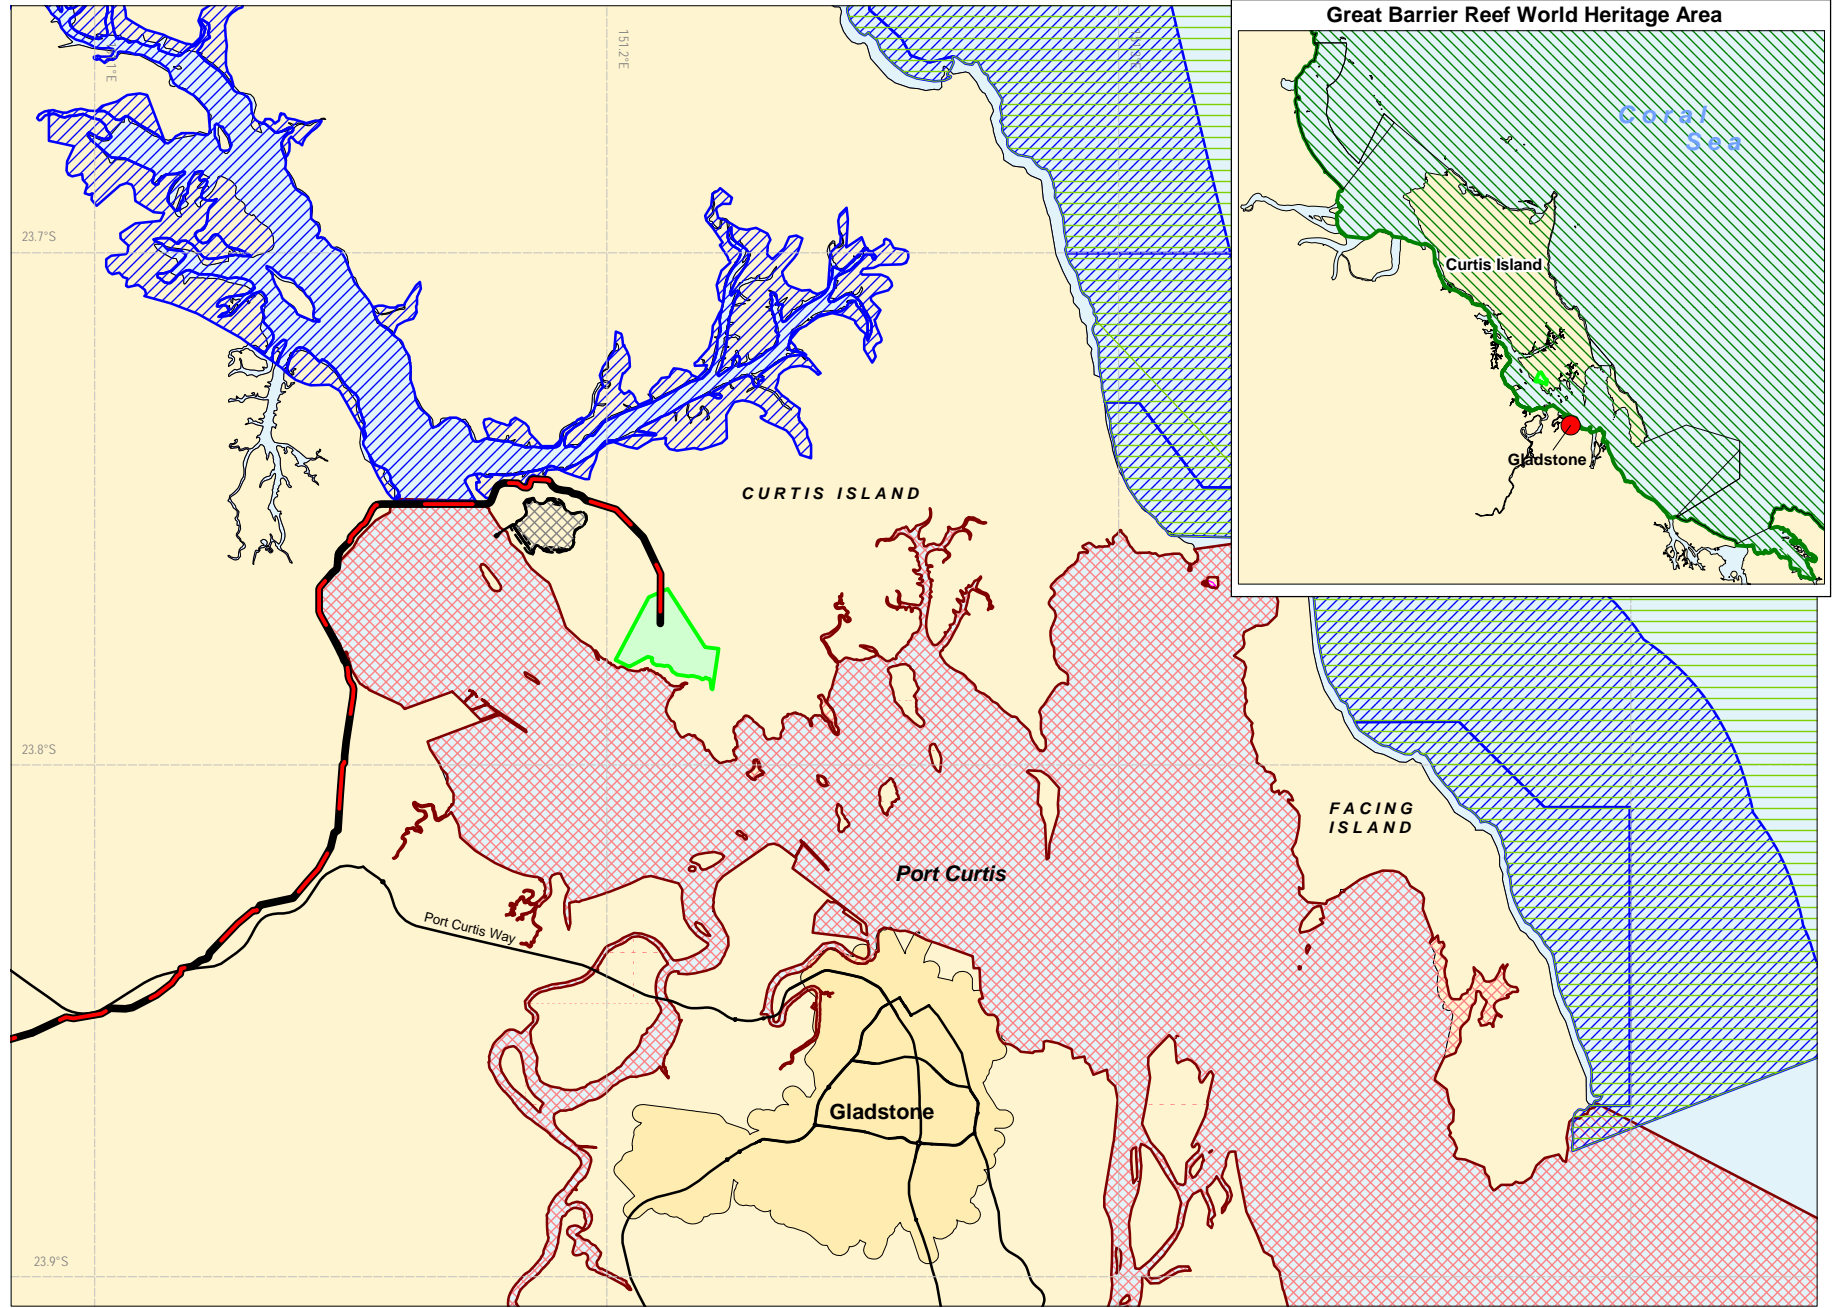 Great Barrier Reef World Heritage Area
151.2°E
Coral
Sea
23.7°S
Curtis Island
Gladstone
CURTIS ISLAND
23.8°S
FACING
ISLAND
Port Curtis
Port Curtis Way
Gladstone
23.9°S